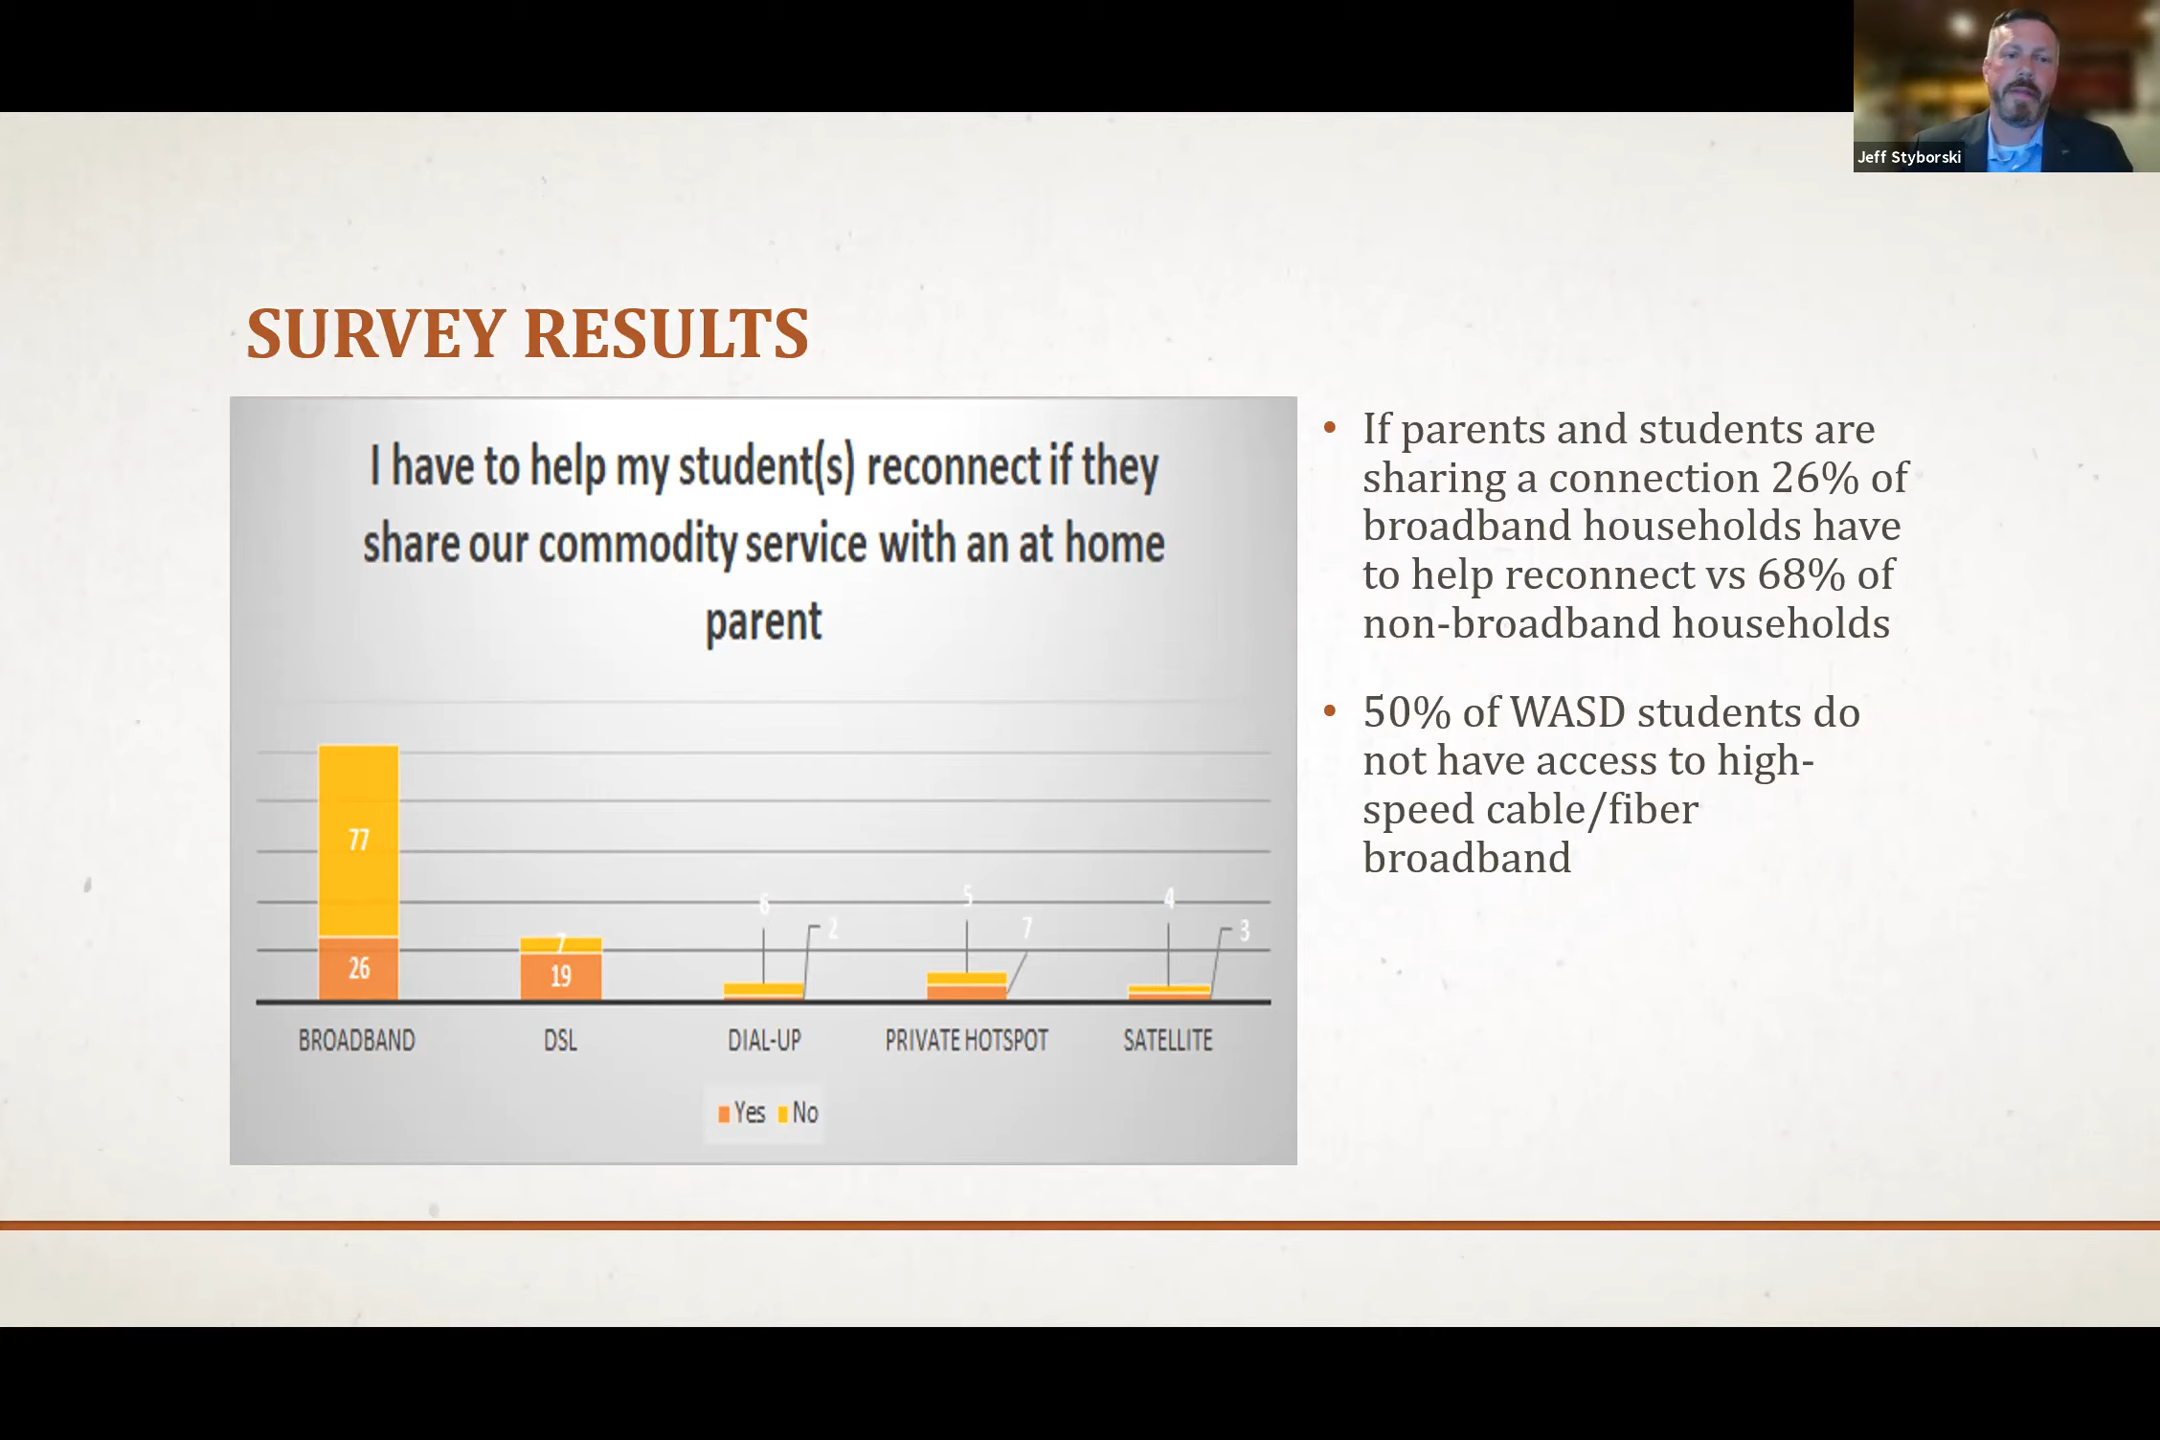 Jeff Styborski
SURVEY RESULTS
I have to help my student(s) reconnect if they
share our commodity service with an at home
parent
77
26
7
19
6
2
5
7
4
3
BROADBAND
DSL
DIAL-UP
PRIVATE HOTSPOT
SATELLITE
Yes No
• If parents and students are
sharing a connection 26% of
broadband households have
to help reconnect vs 68% of
non-broadband households
• 50% of WASD students do
not have access to high-
speed cable/fiber
broadband